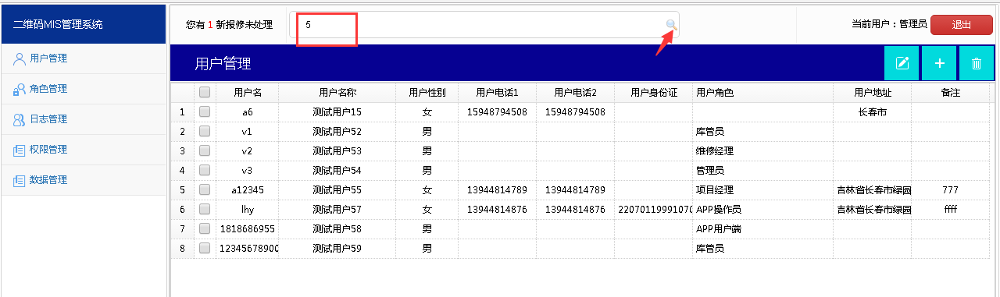 二维码MIS管理系统
您有 1 新报修未处理
5
当前用户：管理员
退出
用户管理
角色管理
日志管理
权限管理
数据管理
用户管理
用户名 用户名称 用户性别 用户电话1 用户电话2 用户身份证 用户角色 用户地址 备注
1 a6 测试用户15 女 15948794508 15948794508 长春市
2 v1 测试用户52 男 库管员
3 v2 测试用户53 男 维修经理
4 v3 测试用户54 男 管理员
5 a12345 测试用户55 女 13944814789 13944814789 项目经理 吉林省长春市绿园 777
6 lhy 测试用户57 女 13944814876 13944814876 22070119991070 APP操作员 吉林省长春市绿园 ffff
7 1818686955 测试用户58 男 APP用户端
8 12345678900 测试用户59 男 库管员